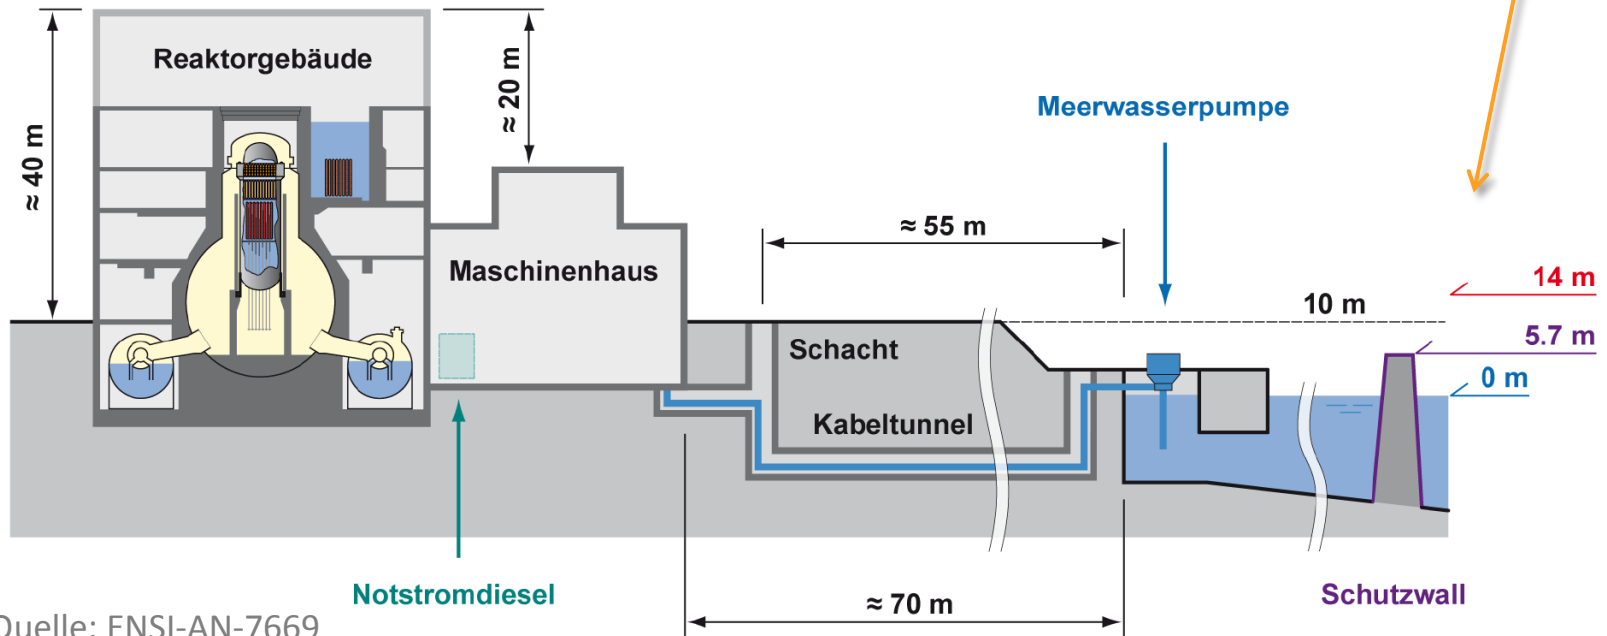 Reaktorgebäude
≈ 40 m
≈ 20 m
Meerwasserpumpe
≈ 55 m
Maschinenhaus
14 m
10 m
5.7 m
Schacht
0 m
Kabeltunnel
Notstromdiesel
≈ 70 m
Schutzwall
Quelle: ENSI-AN-7669